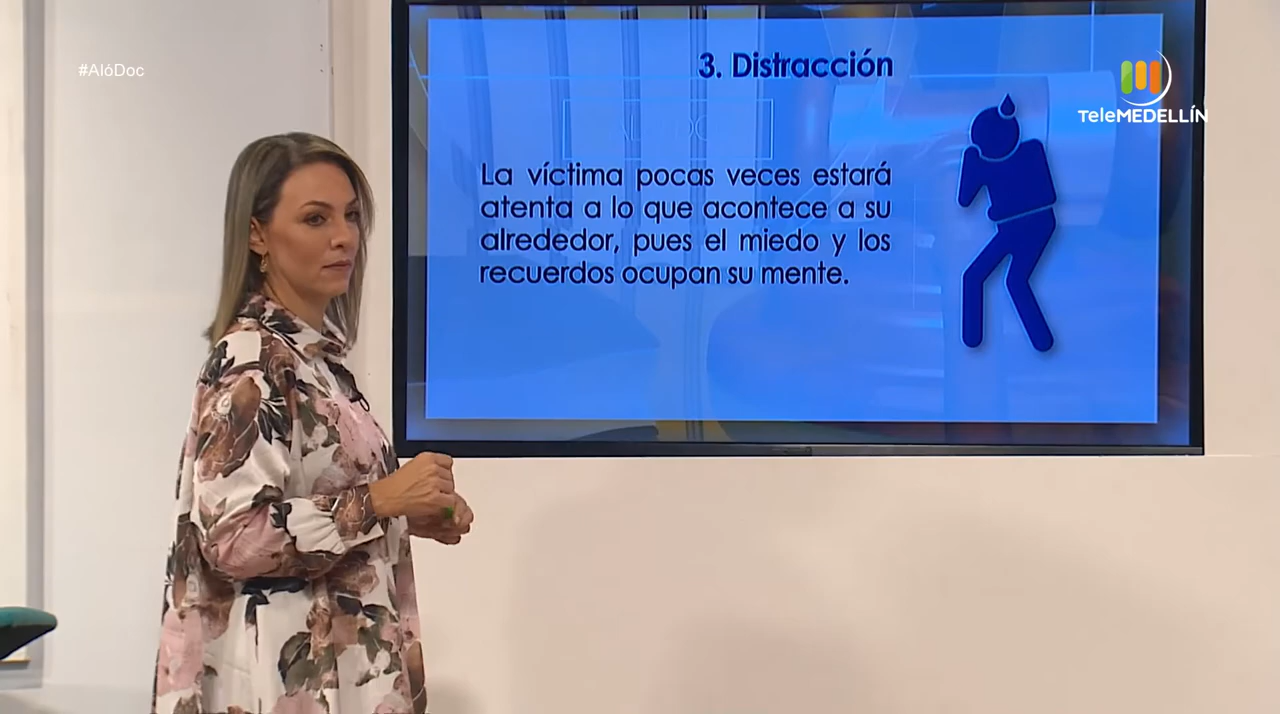 #AlóDoc
3. Distracción
TeleMEDELLÍN
La víctima pocas veces estará
atenta a lo que acontece a su
alrededor, pues el miedo y los
recuerdos ocupan su mente.